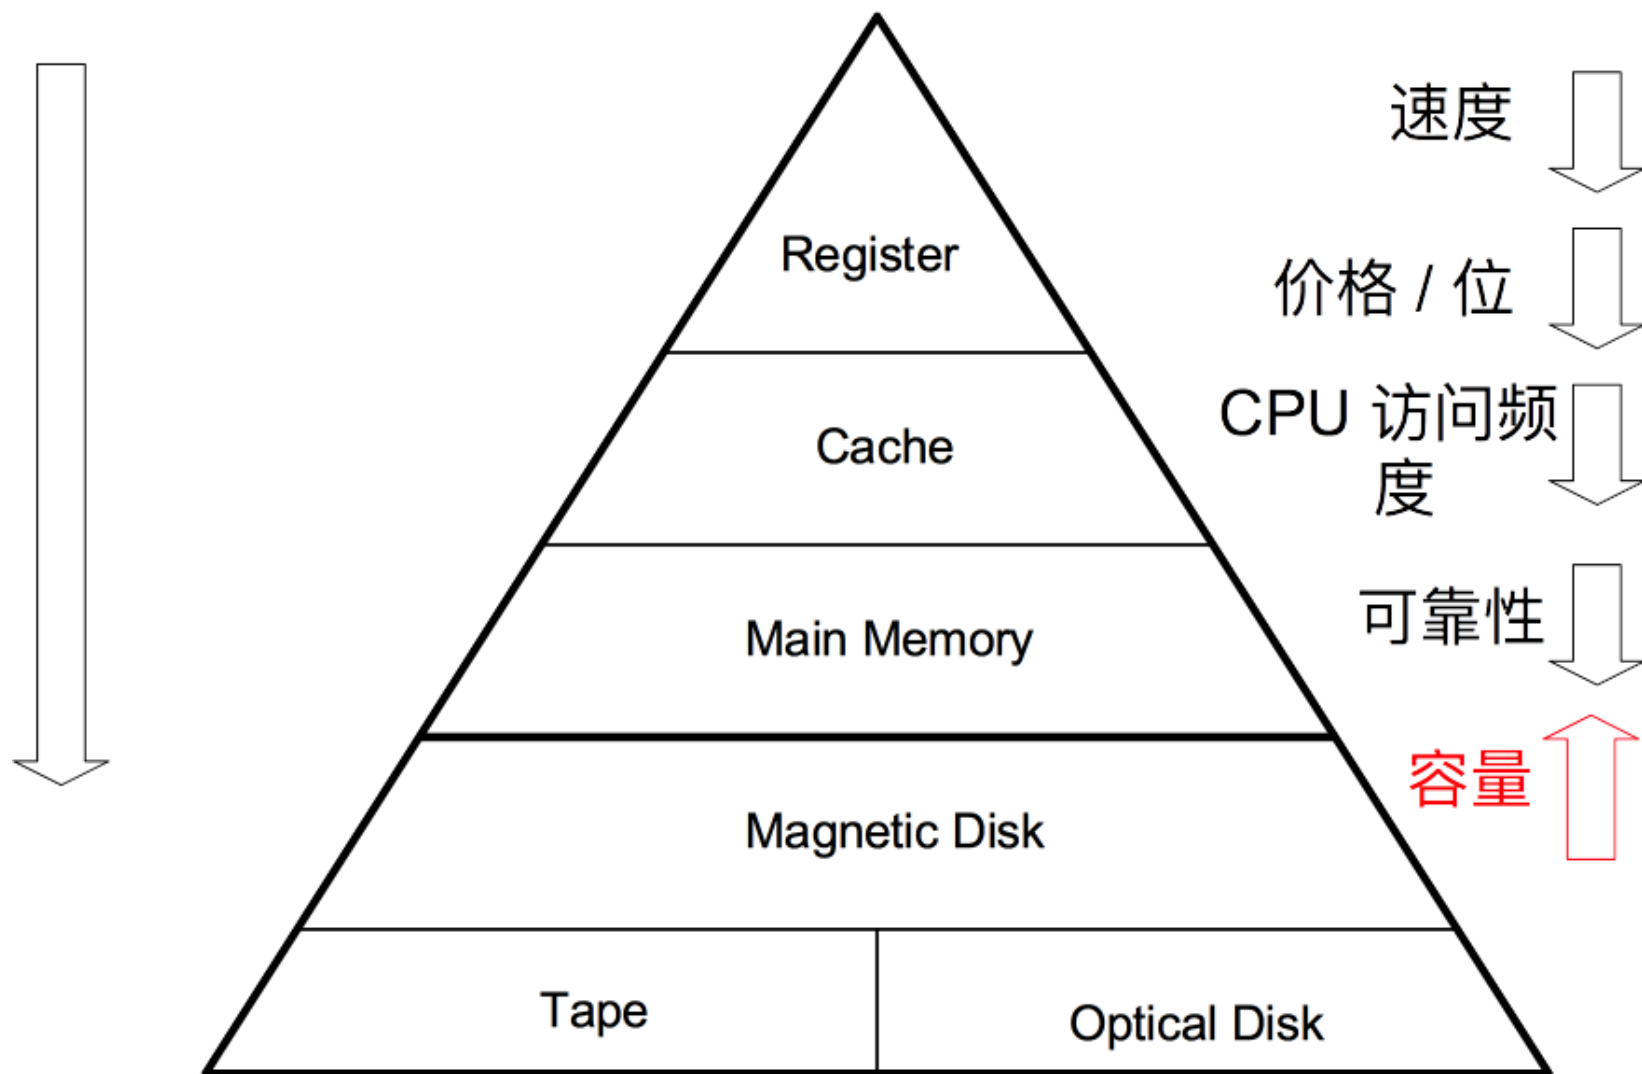 速度
Register
价格 / 位
CPU 访问频
度
Cache
可靠性
Main Memory
容量
Magnetic Disk
Tape
Optical Disk